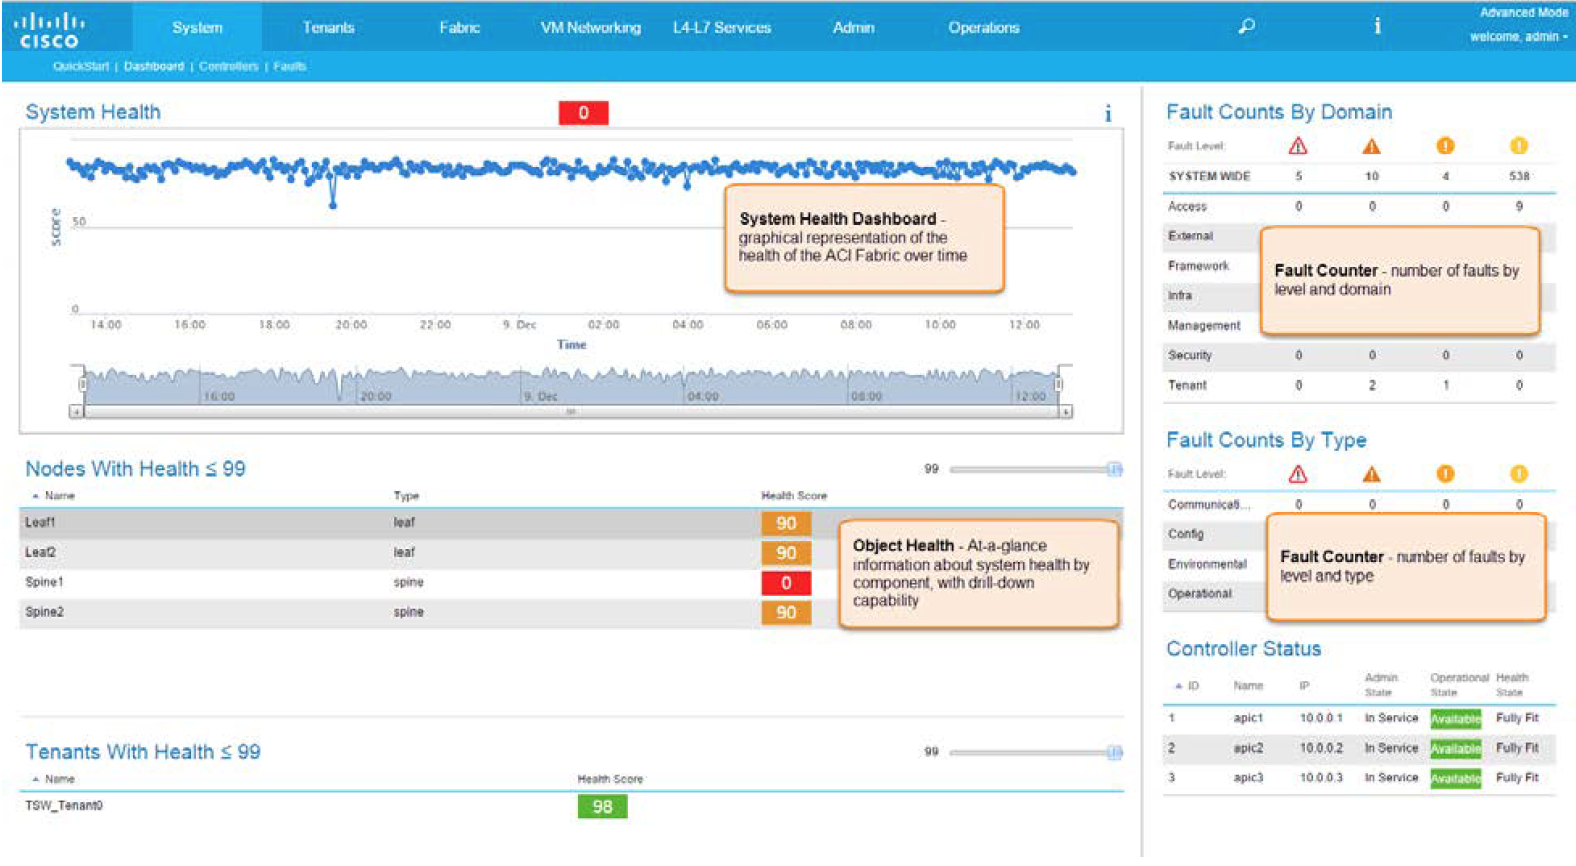 CISCO
System Tenants Fabric VM Networking L4-L7 Services Admin Operations
Advanced Mode
welcome, admin
QuickStart | Dashboard | Controllers | Faults
System Health
0
i
score
50
0
14:00 16:00 18:00 20:00 22:00 9. Dec 02:00 04:00 06:00 08:00 10:00 12:00
Time
16:00 20:00 9. Dec 04:00 08:00 12:00
System Health Dashboard -
graphical representation of the
health of the ACI Fabric over time
Nodes With Health ≤ 99
99
Name Type Health Score
Leaf1 leaf 90
Leaf2 leaf 90
Spine1 spine 0
Spine2 spine 90
Object Health - At-a-glance
information about system health by
component, with drill-down
capability
Tenants With Health ≤ 99
99
Name Health Score
TSW_Tenant0 98
Fault Counts By Domain
Fault Level:
SYSTEM WIDE 5 10 4 538
Access 0 0 0 9
External
Framework
Infra
Management
Security 0 0 0 0
Tenant 0 2 1 0
Fault Counter - number of faults by
level and domain
Fault Counts By Type
Fault Level:
Communicati... 0 0 0 0
Config
Environmental
Operational
Fault Counter - number of faults by
level and type
Controller Status
ID Name IP Admin State Operational State Health State
1 apic1 10.0.0.1 In Service Available Fully Fit
2 apic2 10.0.0.2 In Service Available Fully Fit
3 apic3 10.0.0.3 In Service Available Fully Fit